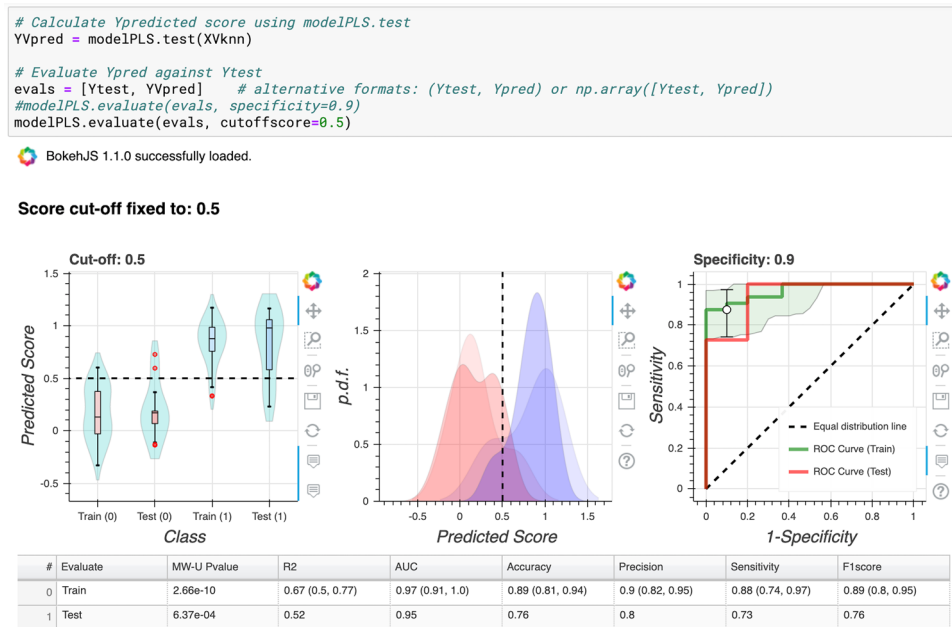 # Calculate Ypredicted score using modelPLS.test
YVpred = modelPLS.test(XVknn)
# Evaluate Ypred against Ytest
evals = [Ytest, YVpred]    # alternative formats: (Ytest, Ypred) or np.array([Ytest, Ypred])
#modelPLS.evaluate(evals, specificity=0.9)
modelPLS.evaluate(evals, cutoffscore=0.5)
BokehJS 1.1.0 successfully loaded.
Score cut-off fixed to: 0.5
Cut-off: 0.5
1.5
1
0.5
0
-0.5
Predicted Score
Train (0) Test (0) Train (1) Test (1)
Class
2
1.5
1
0.5
0
p.d.f.
-0.5 0 0.5 1 1.5
Predicted Score
Specificity: 0.9
1
0.8
0.6
0.4
0.2
0
Sensitivity
Equal distribution line
ROC Curve (Train)
ROC Curve (Test)
0 0.2 0.4 0.6 0.8 1
1-Specificity
# Evaluate MW-U Pvalue R2 AUC Accuracy Precision Sensitivity F1score
0 Train 2.66e-10 0.67 (0.5, 0.77) 0.97 (0.91, 1.0) 0.89 (0.81, 0.94) 0.9 (0.82, 0.95) 0.88 (0.74, 0.97) 0.89 (0.8, 0.95)
1 Test 6.37e-04 0.52 0.95 0.76 0.8 0.73 0.76